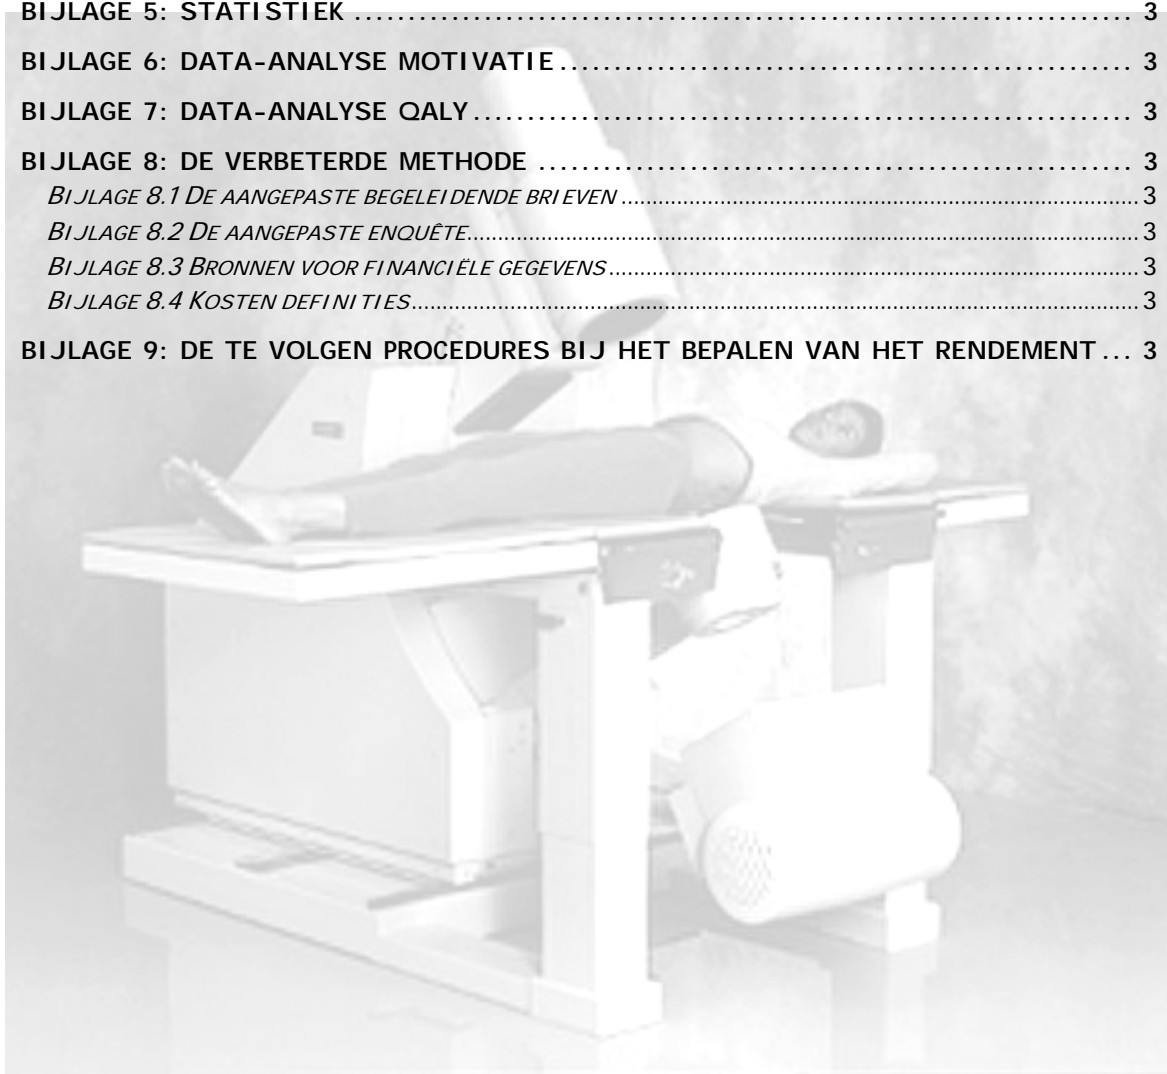 BIJLAGE 5: STATISTIEK ........................................................................................ 3
BIJLAGE 6: DATA-ANALYSE MOTIVATIE ................................................................ 3
BIJLAGE 7: DATA-ANALYSE QALY .......................................................................... 3
BIJLAGE 8: DE VERBETERDE METHODE .................................................................. 3
BIJLAGE 8.1 DE AANGEPASTE BEGELEIDENDE BRIEVEN ........................................ 3
BIJLAGE 8.2 DE AANGEPASTE ENQUÊTE ................................................................ 3
BIJLAGE 8.3 BRONNEN VOOR FINANCIËLE GEGEVENS ............................................ 3
BIJLAGE 8.4 KOSTEN DEFINITIES .......................................................................... 3
BIJLAGE 9: DE TE VOLGEN PROCEDURES BIJ HET BEPALEN VAN HET RENDEMENT ... 3